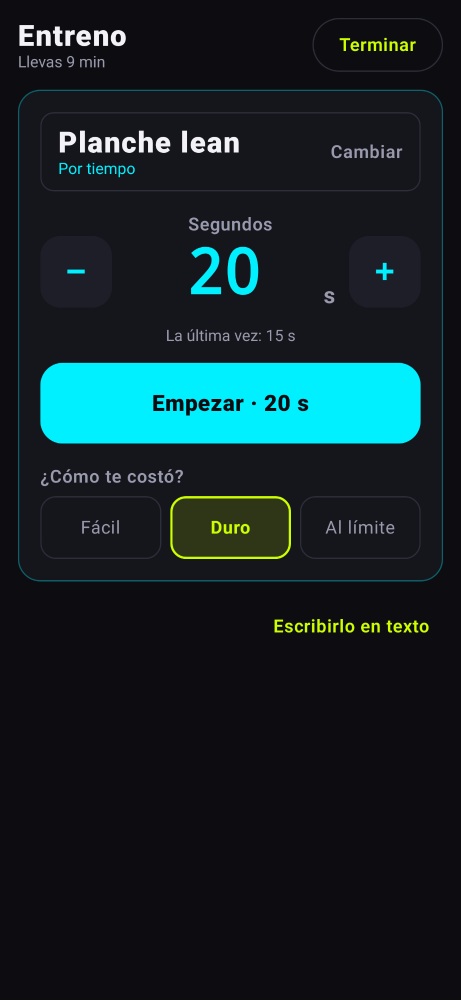 Entreno
Llevas 9 min
Terminar
Planche lean
Por tiempo
Cambiar
Segundos
−
20
s
+
La última vez: 15 s
Empezar · 20 s
¿Cómo te costó?
Fácil
Duro
Al límite
Escribirlo en texto